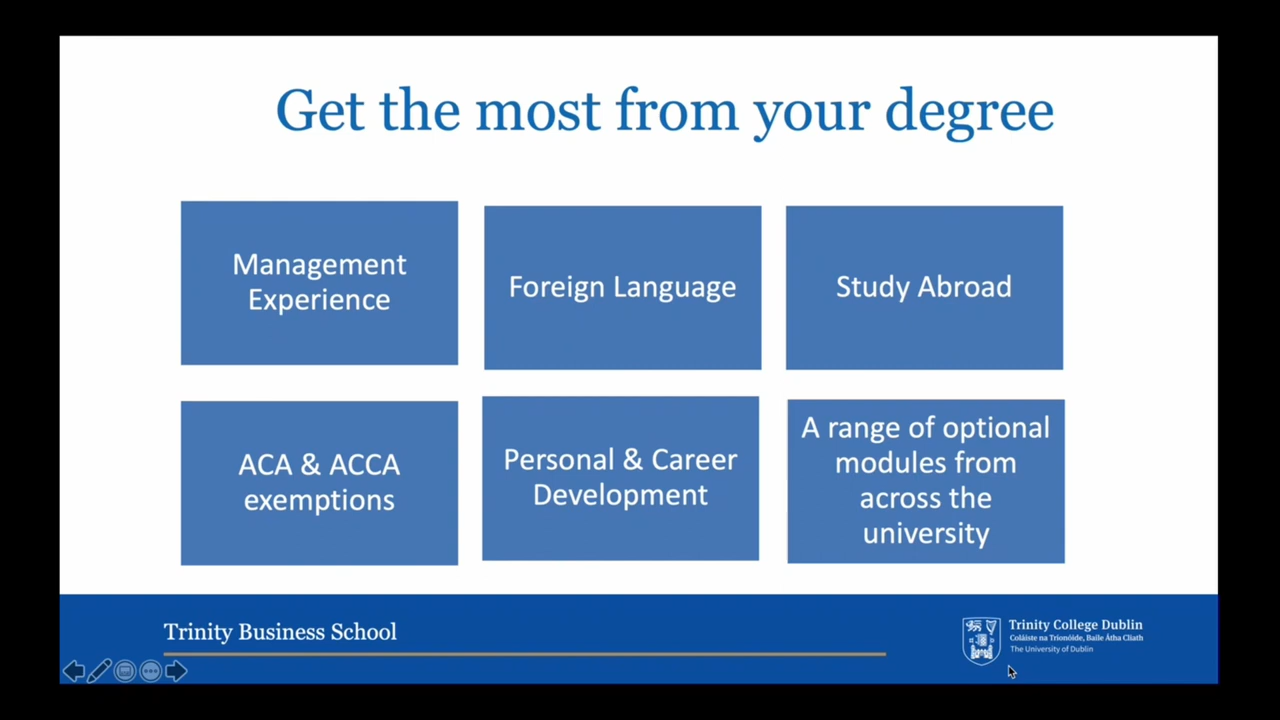 Get the most from your degree
Management
Experience
Foreign Language
Study Abroad
ACA & ACCA
exemptions
Personal & Career
Development
A range of optional
modules from
across the
university
Trinity Business School
Trinity College Dublin
Coláiste na Tríonóide, Baile Átha Cliath
The University of Dublin